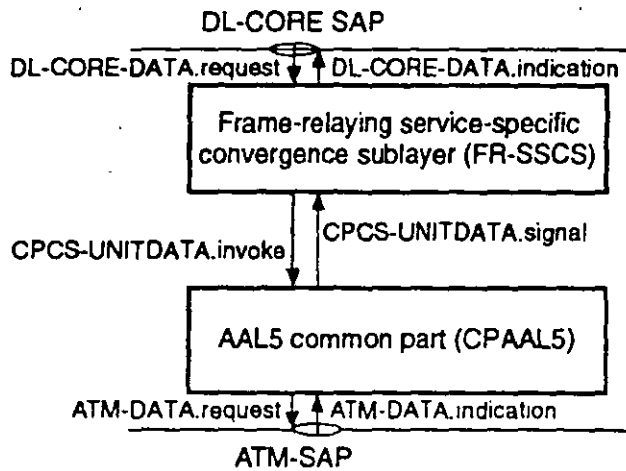 DL-CORE SAP
DL-CORE-DATA.request
DL-CORE-DATA.indication
Frame-relaying service-specific
convergence sublayer (FR-SSCS)
CPCS-UNITDATA.invoke
CPCS-UNITDATA.signal
AAL5 common part (CPAAL5)
ATM-DATA.request
ATM-DATA.indication
ATM-SAP